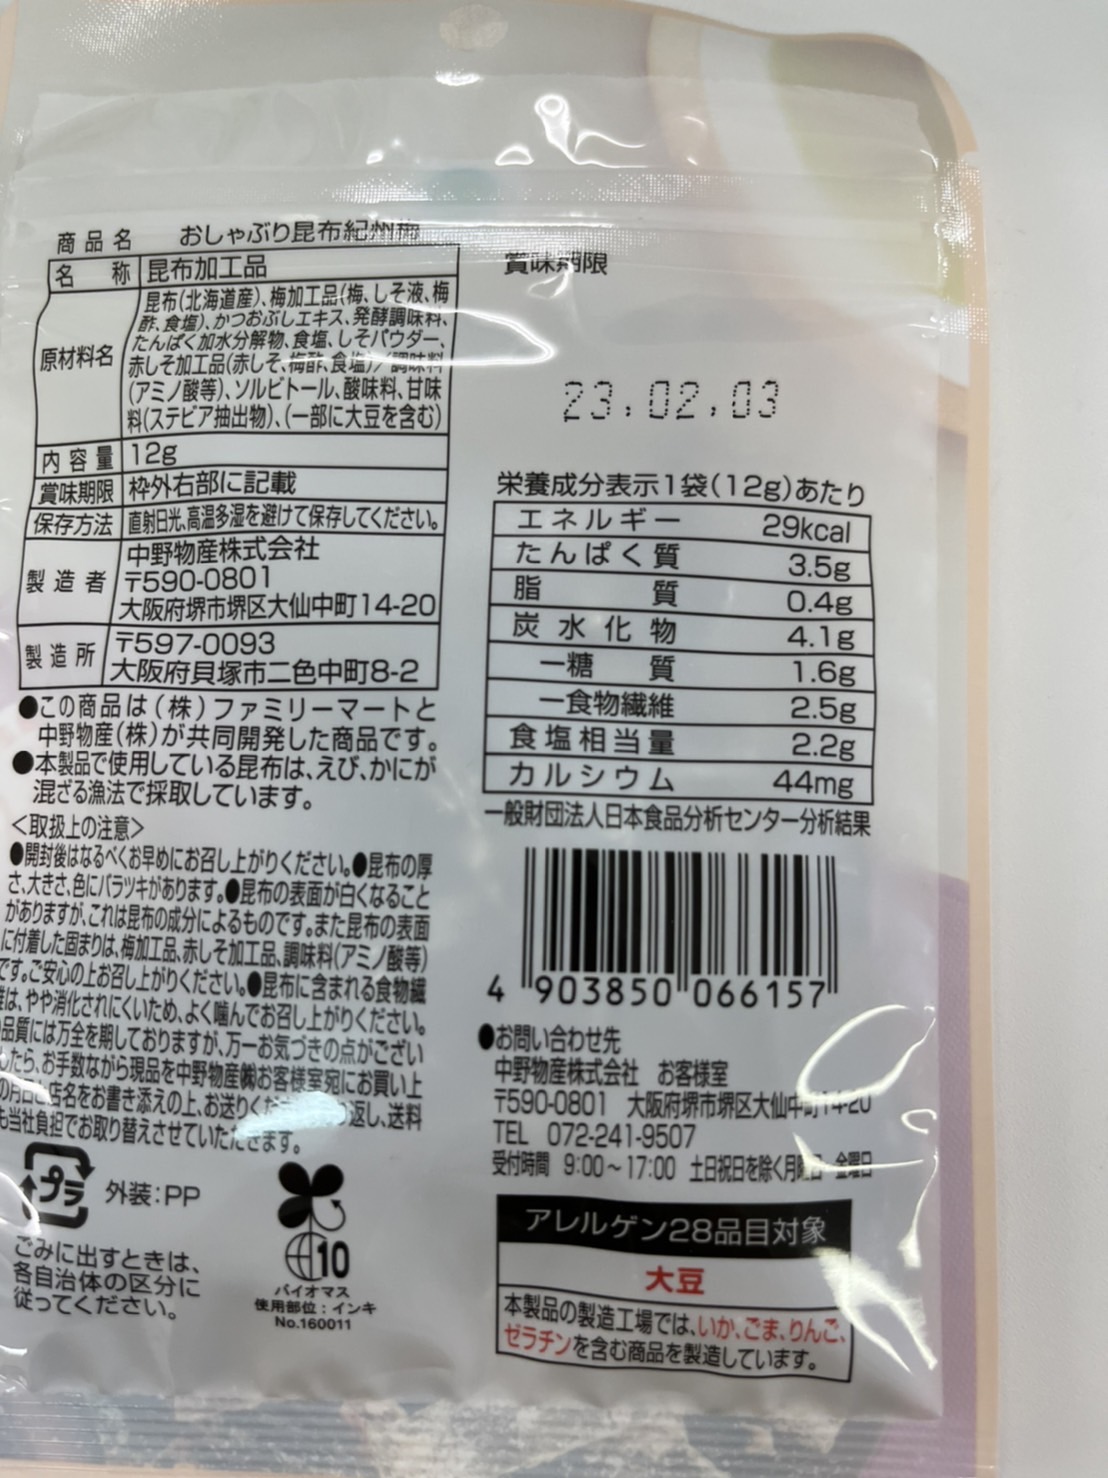 商品名 おしゃぶり昆布紀州梅
名称 昆布加工品
原材料名 昆布(北海道産)、梅加工品(梅、しそ液、梅
酢、食塩)、かつおぶしエキス、発酵調味料、
たんぱく加水分解物、食塩、しそパウダー、
赤しそ加工品(赤しそ、梅酢、食塩)/調味料
(アミノ酸等)、ソルビトール、酸味料、甘味
料(ステビア抽出物)、(一部に大豆を含む)
内容量 12g
賞味期限 枠外右部に記載
保存方法 直射日光、高温多湿を避けて保存してください。
製造者 中野物産株式会社
〒590-0801
大阪府堺市堺区大仙中町14-20
製造所 〒597-0093
大阪府貝塚市二色中町8-2
●この商品は(株)ファミリーマートと
中野物産(株)が共同開発した商品です。
●本製品で使用している昆布は、えび、かにが
混ざる漁法で採取しています。
<取扱上の注意>
●開封後はなるべくお早めにお召し上がりください。●昆布の厚
さ、大きさ、色にバラツキがあります。●昆布の表面が白くなること
がありますが、これは昆布の成分によるものです。また昆布の表面
に付着した固まりは、梅加工品、赤しそ加工品、調味料(アミノ酸等)
です。ご安心の上お召し上がりください。●昆布に含まれる食物繊
維は、やや消化されにくいため、よく噛んでお召し上がりください。
品質には万全を期しておりますが、万一お気づきの点がござい
したら、お手数ながら現品を中野物産㈱お客様室宛にお買い上
の月日と店名をお書き添えの上、お送りくだ 返し、送料
も当社負担でお取り替えさせていただきます。
プラ 外装:PP
ごみに出すときは、
各自治体の区分に
従ってください。
10
バイオマス
使用部位:インキ
No.160011
賞味期限
23.02.03
栄養成分表示1袋(12g)あたり
エネルギー 29kcal
たんぱく質 3.5g
脂質 0.4g
炭水化物 4.1g
ー糖質 1.6g
ー食物繊維 2.5g
食塩相当量 2.2g
カルシウム 44mg
一般財団法人日本食品分析センター分析結果
4 903850 066157
●お問い合わせ先
中野物産株式会社 お客様室
〒590-0801 大阪府堺市堺区大仙中町14-20
TEL 072-241-9507
受付時間 9:00～17:00 土日祝日を除く月曜日～金曜日
アレルゲン28品目対象
大豆
本製品の製造工場では、いか、ごま、りんご、
ゼラチンを含む商品を製造しています。